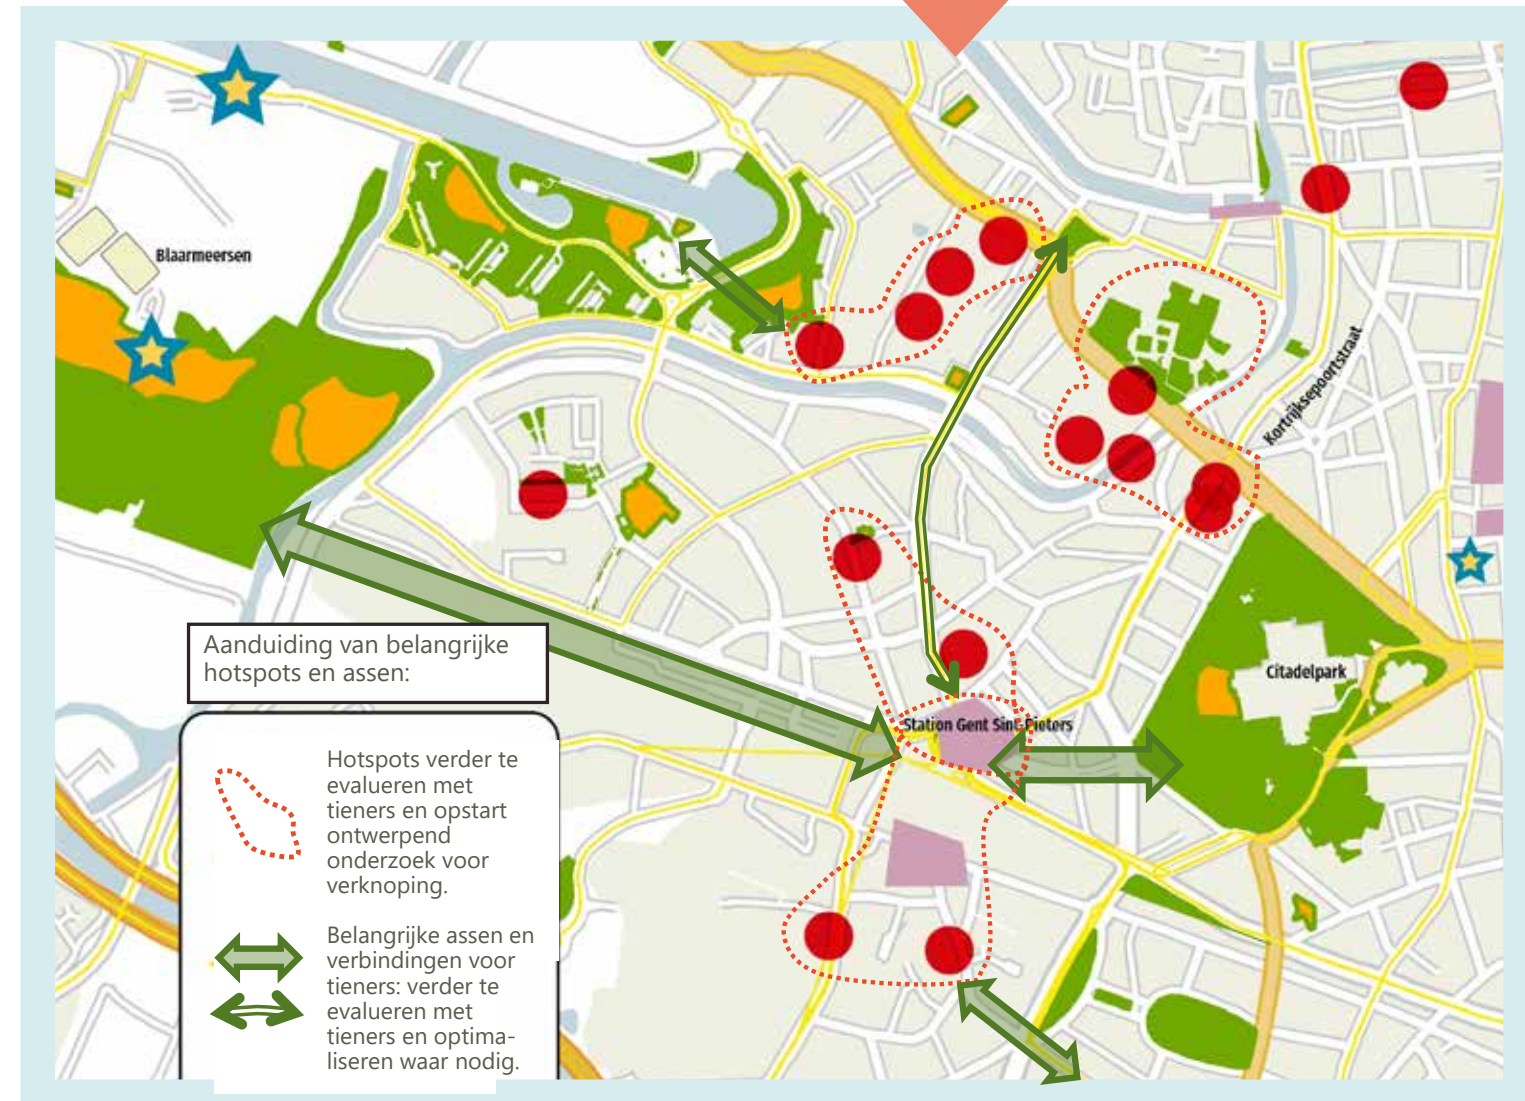 Blaarmeersen
Kortrijksepoortstraat
Citadelpark
Station Gent Sint-Pieters
Aanduiding van belangrijke
hotspots en assen:
Hotspots verder te
evalueren met
tieners en opstart
ontwerpend
onderzoek voor
verknoping.
Belangrijke assen en
verbindingen voor
tieners: verder te
evalueren met
tieners en optima-
liseren waar nodig.